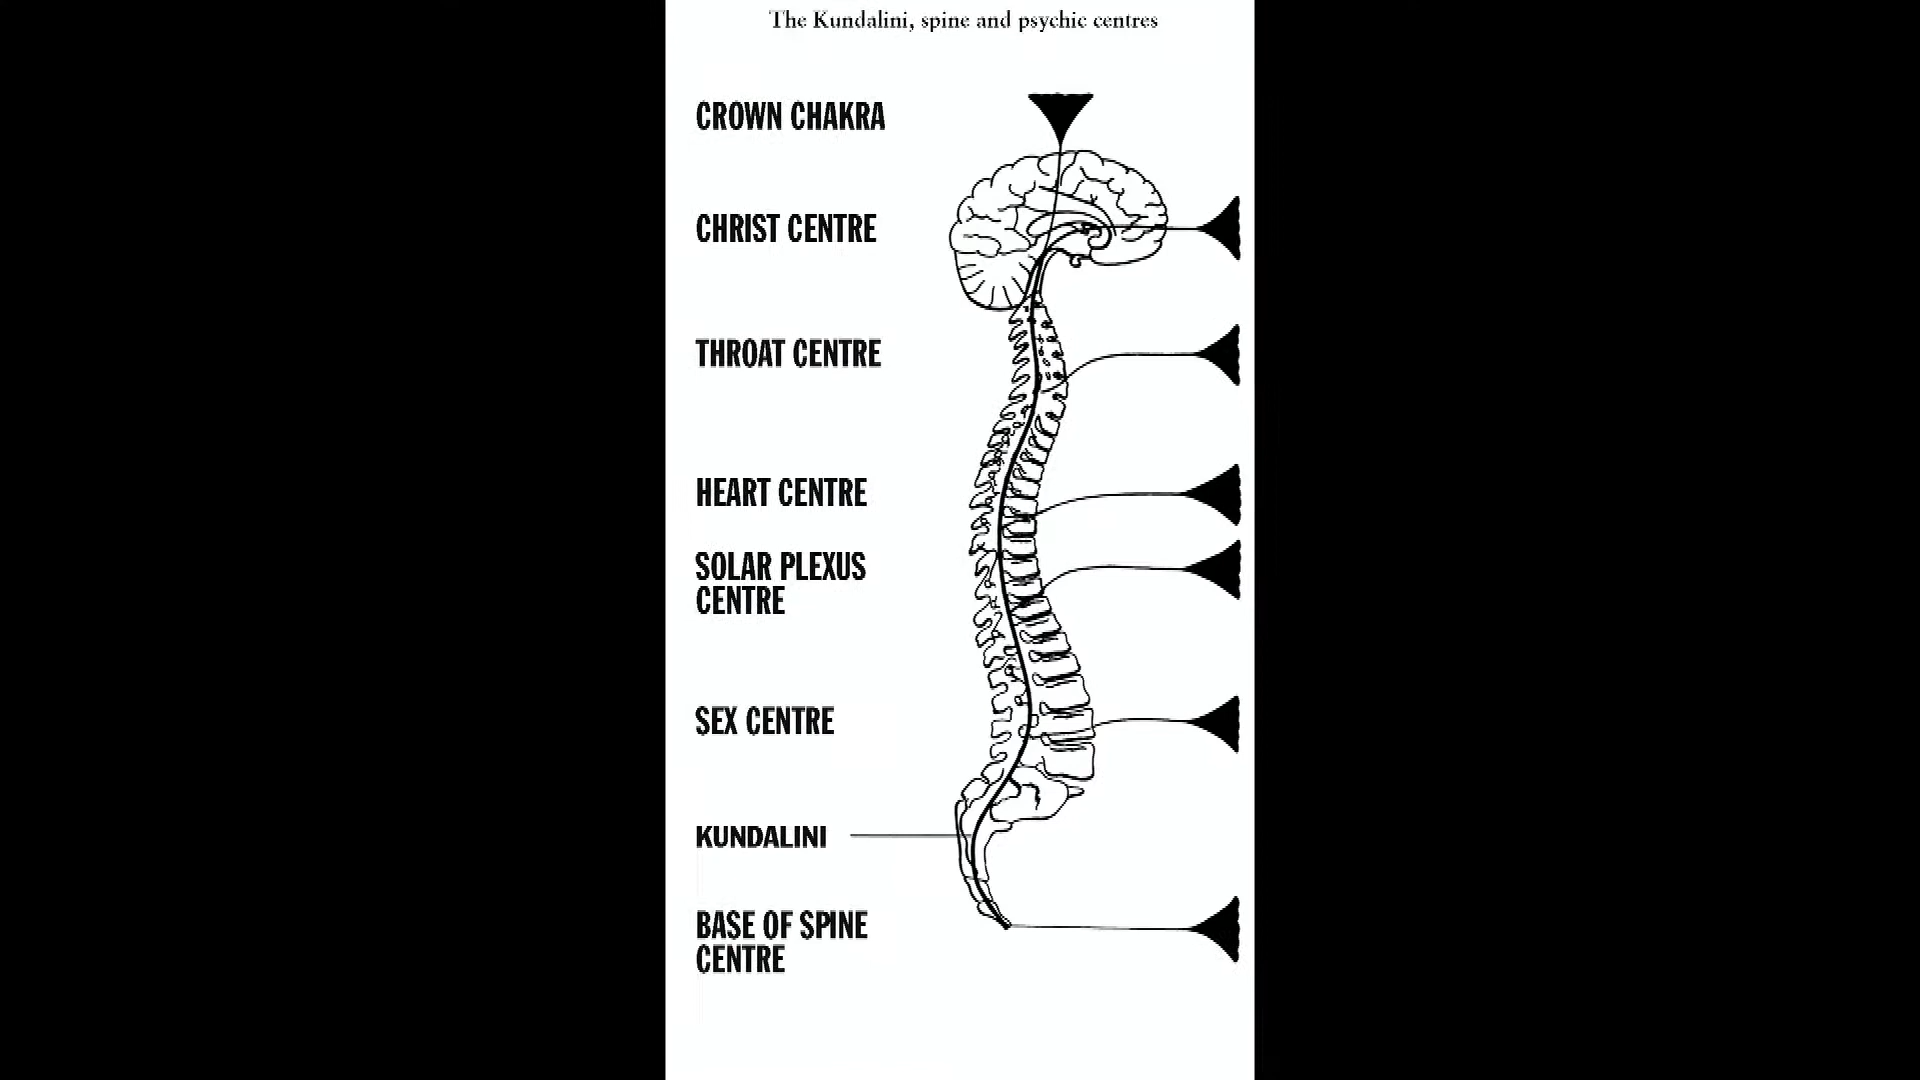 The Kundalini, spine and psychic centres
CROWN CHAKRA
CHRIST CENTRE
THROAT CENTRE
HEART CENTRE
SOLAR PLEXUS
CENTRE
SEX CENTRE
KUNDALINI
BASE OF SPINE
CENTRE